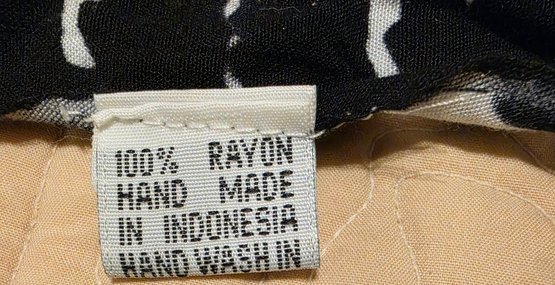 100% RAYON
HAND MADE
IN INDONESIA
HAND WASH IN